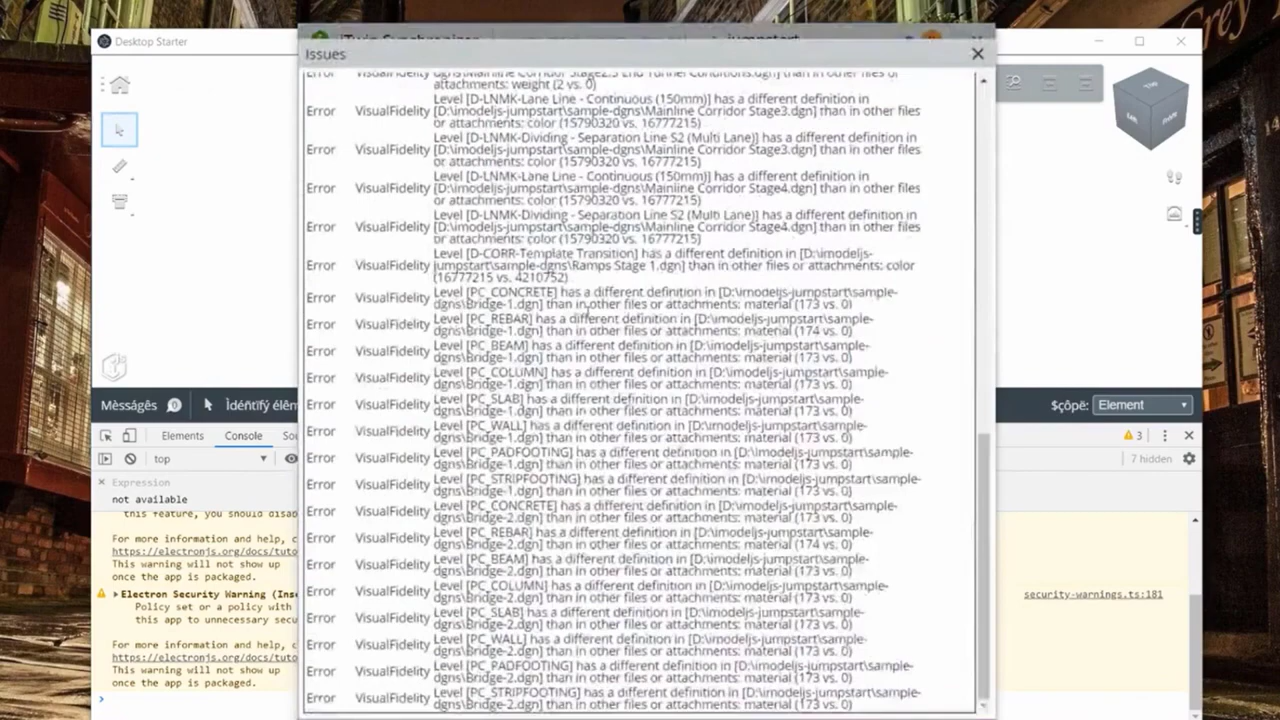 Desktop Starter
iTwin Synchronizer
jumpstart
Issues
Error VisualFidelity dgns\Mainline Corridor Stage2.3 End Tunnel Conditions.dgn] than in other files or
attachments: weight (2 vs. 0)
Level [D-LNMK-Lane Line - Continuous (150mm)] has a different definition in
Error VisualFidelity [D:\imodeljs-jumpstart\sample-dgns\Mainline Corridor Stage3.dgn] than in other files
or attachments: color (15790320 vs. 16777215)
Level [D-LNMK-Dividing - Separation Line S2 (Multi Lane)] has a different definition in
Error VisualFidelity [D:\imodeljs-jumpstart\sample-dgns\Mainline Corridor Stage3.dgn] than in other files
or attachments: color (15790320 vs. 16777215)
Level [D-LNMK-Lane Line - Continuous (150mm)] has a different definition in
Error VisualFidelity [D:\imodeljs-jumpstart\sample-dgns\Mainline Corridor Stage4.dgn] than in other files
or attachments: color (15790320 vs. 16777215)
Level [D-LNMK-Dividing - Separation Line S2 (Multi Lane)] has a different definition in
Error VisualFidelity [D:\imodeljs-jumpstart\sample-dgns\Mainline Corridor Stage4.dgn] than in other files
or attachments: color (15790320 vs. 16777215)
Level [D-CORR-Template Transition] has a different definition in [D:\imodeljs-
Error VisualFidelity jumpstart\sample-dgns\Ramps Stage 1.dgn] than in other files or attachments: color
(16777215 vs. 4210752)
Error VisualFidelity Level [PC_CONCRETE] has a different definition in [D:\imodeljs-jumpstart\sample-
dgns\Bridge-1.dgn] than in other files or attachments: material (173 vs. 0)
Error VisualFidelity Level [PC_REBAR] has a different definition in [D:\imodeljs-jumpstart\sample-
dgns\Bridge-1.dgn] than in other files or attachments: material (174 vs. 0)
Error VisualFidelity Level [PC_BEAM] has a different definition in [D:\imodeljs-jumpstart\sample-
dgns\Bridge-1.dgn] than in other files or attachments: material (173 vs. 0)
Error VisualFidelity Level [PC_COLUMN] has a different definition in [D:\imodeljs-jumpstart\sample-
dgns\Bridge-1.dgn] than in other files or attachments: material (173 vs. 0)
Error VisualFidelity Level [PC_SLAB] has a different definition in [D:\imodeljs-jumpstart\sample-
dgns\Bridge-1.dgn] than in other files or attachments: material (173 vs. 0)
Error VisualFidelity Level [PC_WALL] has a different definition in [D:\imodeljs-jumpstart\sample-
dgns\Bridge-1.dgn] than in other files or attachments: material (173 vs. 0)
Error VisualFidelity Level [PC_PADFOOTING] has a different definition in [D:\imodeljs-jumpstart\sample-
dgns\Bridge-1.dgn] than in other files or attachments: material (173 vs. 0)
Error VisualFidelity Level [PC_STRIPFOOTING] has a different definition in [D:\imodeljs-jumpstart\sample-
dgns\Bridge-1.dgn] than in other files or attachments: material (173 vs. 0)
Error VisualFidelity Level [PC_CONCRETE] has a different definition in [D:\imodeljs-jumpstart\sample-
dgns\Bridge-2.dgn] than in other files or attachments: material (173 vs. 0)
Error VisualFidelity Level [PC_REBAR] has a different definition in [D:\imodeljs-jumpstart\sample-
dgns\Bridge-2.dgn] than in other files or attachments: material (174 vs. 0)
Error VisualFidelity Level [PC_BEAM] has a different definition in [D:\imodeljs-jumpstart\sample-
dgns\Bridge-2.dgn] than in other files or attachments: material (173 vs. 0)
Error VisualFidelity Level [PC_COLUMN] has a different definition in [D:\imodeljs-jumpstart\sample-
dgns\Bridge-2.dgn] than in other files or attachments: material (173 vs. 0)
Error VisualFidelity Level [PC_SLAB] has a different definition in [D:\imodeljs-jumpstart\sample-
dgns\Bridge-2.dgn] than in other files or attachments: material (173 vs. 0)
Error VisualFidelity Level [PC_WALL] has a different definition in [D:\imodeljs-jumpstart\sample-
dgns\Bridge-2.dgn] than in other files or attachments: material (173 vs. 0)
Error VisualFidelity Level [PC_PADFOOTING] has a different definition in [D:\imodeljs-jumpstart\sample-
dgns\Bridge-2.dgn] than in other files or attachments: material (173 vs. 0)
Error VisualFidelity Level [PC_STRIPFOOTING] has a different definition in [D:\imodeljs-jumpstart\sample-
dgns\Bridge-2.dgn] than in other files or attachments: material (173 vs. 0)
Mèsságês 0 Ìdéñtîfÿ élêm
$çôpë: Element
Elements Console Sou
3
top
7 hidden
Expression
not available
this feature, you should disab
For more information and help, c
https://electronjs.org/docs/tuto
This warning will not show up
once the app is packaged.
Electron Security Warning (Inse
security-warnings.ts:181
Policy set or a policy with
this app to unnecessary secu
For more information and help, c
https://electronjs.org/docs/tuto
This warning will not show up
once the app is packaged.
Grey